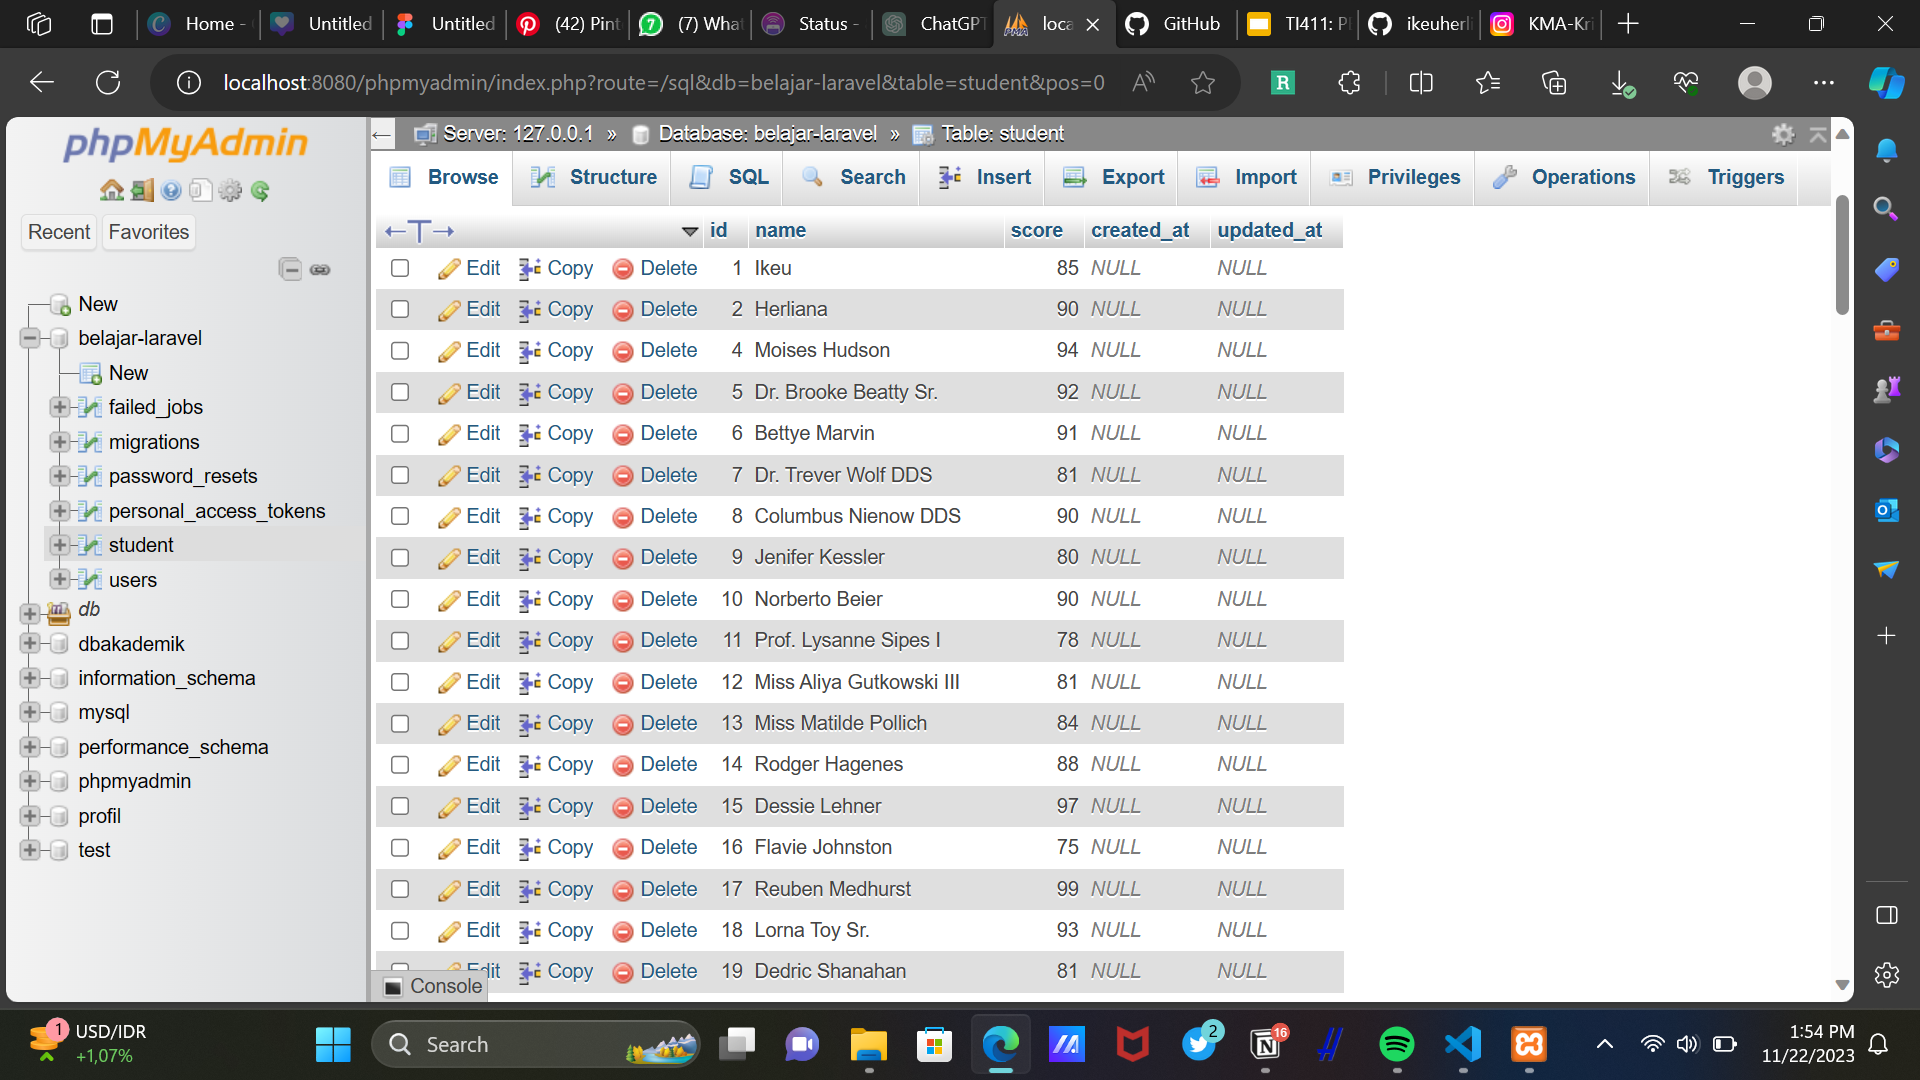 Home -
Untitled
Untitled
(42) Pint
(7) What
Status -
ChatGPT
loca
GitHub
TI411: P
ikeuherli
KMA-Kri
localhost:8080/phpmyadmin/index.php?route=/sql&db=belajar-laravel&table=student&pos=0
phpMyAdmin
Recent Favorites
New
belajar-laravel
New
failed_jobs
migrations
password_resets
personal_access_tokens
student
users
db
dbakademik
information_schema
mysql
performance_schema
phpmyadmin
profil
test
Server: 127.0.0.1 » Database: belajar-laravel » Table: student
Browse Structure SQL Search Insert Export Import Privileges Operations Triggers
id name score created_at updated_at
Edit Copy Delete 1 Ikeu 85 NULL NULL
Edit Copy Delete 2 Herliana 90 NULL NULL
Edit Copy Delete 4 Moises Hudson 94 NULL NULL
Edit Copy Delete 5 Dr. Brooke Beatty Sr. 92 NULL NULL
Edit Copy Delete 6 Bettye Marvin 91 NULL NULL
Edit Copy Delete 7 Dr. Trever Wolf DDS 81 NULL NULL
Edit Copy Delete 8 Columbus Nienow DDS 90 NULL NULL
Edit Copy Delete 9 Jenifer Kessler 80 NULL NULL
Edit Copy Delete 10 Norberto Beier 90 NULL NULL
Edit Copy Delete 11 Prof. Lysanne Sipes I 78 NULL NULL
Edit Copy Delete 12 Miss Aliya Gutkowski III 81 NULL NULL
Edit Copy Delete 13 Miss Matilde Pollich 84 NULL NULL
Edit Copy Delete 14 Rodger Hagenes 88 NULL NULL
Edit Copy Delete 15 Dessie Lehner 97 NULL NULL
Edit Copy Delete 16 Flavie Johnston 75 NULL NULL
Edit Copy Delete 17 Reuben Medhurst 99 NULL NULL
Edit Copy Delete 18 Lorna Toy Sr. 93 NULL NULL
Edit Copy Delete 19 Dedric Shanahan 81 NULL NULL
Console
1
USD/IDR
+1,07%
Search
2
16
1:54 PM
11/22/2023